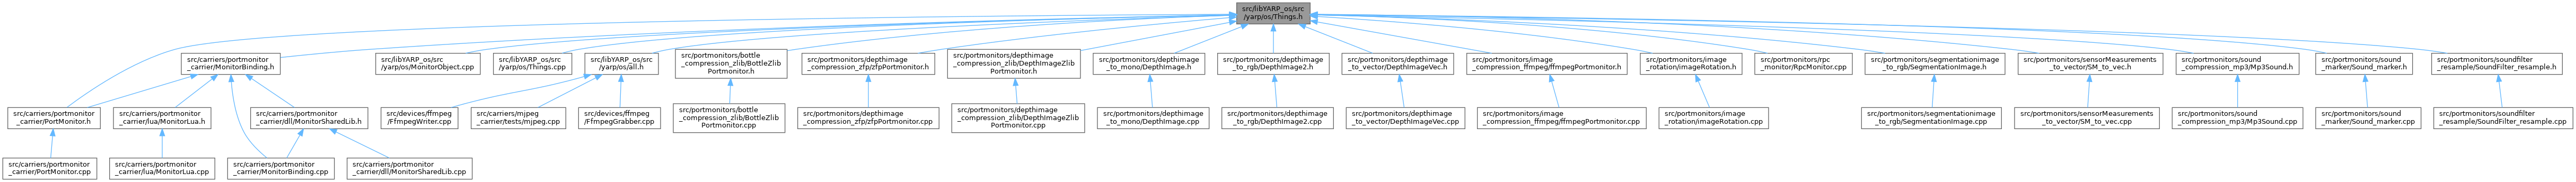 src/libYARP_os/src
/yarp/os/Things.h
src/carriers/portmonitor
_carrier/MonitorBinding.h
src/libYARP_os/src
/yarp/os/MonitorObject.cpp
src/libYARP_os/src
/yarp/os/Things.cpp
src/libYARP_os/src
/yarp/os/all.h
src/portmonitors/bottle
_compression_zlib/BottleZlib
Portmonitor.h
src/portmonitors/depthimage
_compression_zfp/zfpPortmonitor.h
src/portmonitors/depthimage
_compression_zlib/DepthImageZlib
Portmonitor.h
src/portmonitors/depthimage
_to_mono/DepthImage.h
src/portmonitors/depthimage
_to_rgb/DepthImage2.h
src/portmonitors/depthimage
_to_vector/DepthImageVec.h
src/portmonitors/image
_compression_ffmpeg/ffmpegPortmonitor.h
src/portmonitors/image
_rotation/imageRotation.h
src/portmonitors/rpc
_monitor/RpcMonitor.cpp
src/portmonitors/segmentationimage
_to_rgb/SegmentationImage.h
src/portmonitors/sensorMeasurements
_to_vector/SM_to_vec.h
src/portmonitors/sound
_compression_mp3/Mp3Sound.h
src/portmonitors/sound
_marker/Sound_marker.h
src/portmonitors/soundfilter
_resample/SoundFilter_resample.h
src/carriers/portmonitor
_carrier/PortMonitor.h
src/carriers/portmonitor
_carrier/lua/MonitorLua.h
src/carriers/portmonitor
_carrier/dll/MonitorSharedLib.h
src/devices/ffmpeg
/FfmpegWriter.cpp
src/carriers/mjpeg
_carrier/tests/mjpeg.cpp
src/devices/ffmpeg
/FfmpegGrabber.cpp
src/portmonitors/bottle
_compression_zlib/BottleZlib
Portmonitor.cpp
src/portmonitors/depthimage
_compression_zfp/zfpPortmonitor.cpp
src/portmonitors/depthimage
_compression_zlib/DepthImageZlib
Portmonitor.cpp
src/portmonitors/depthimage
_to_mono/DepthImage.cpp
src/portmonitors/depthimage
_to_rgb/DepthImage2.cpp
src/portmonitors/depthimage
_to_vector/DepthImageVec.cpp
src/portmonitors/image
_compression_ffmpeg/ffmpegPortmonitor.cpp
src/portmonitors/image
_rotation/imageRotation.cpp
src/portmonitors/segmentationimage
_to_rgb/SegmentationImage.cpp
src/portmonitors/sensorMeasurements
_to_vector/SM_to_vec.cpp
src/portmonitors/sound
_compression_mp3/Mp3Sound.cpp
src/portmonitors/sound
_marker/Sound_marker.cpp
src/portmonitors/soundfilter
_resample/SoundFilter_resample.cpp
src/carriers/portmonitor
_carrier/PortMonitor.cpp
src/carriers/portmonitor
_carrier/lua/MonitorLua.cpp
src/carriers/portmonitor
_carrier/MonitorBinding.cpp
src/carriers/portmonitor
_carrier/dll/MonitorSharedLib.cpp